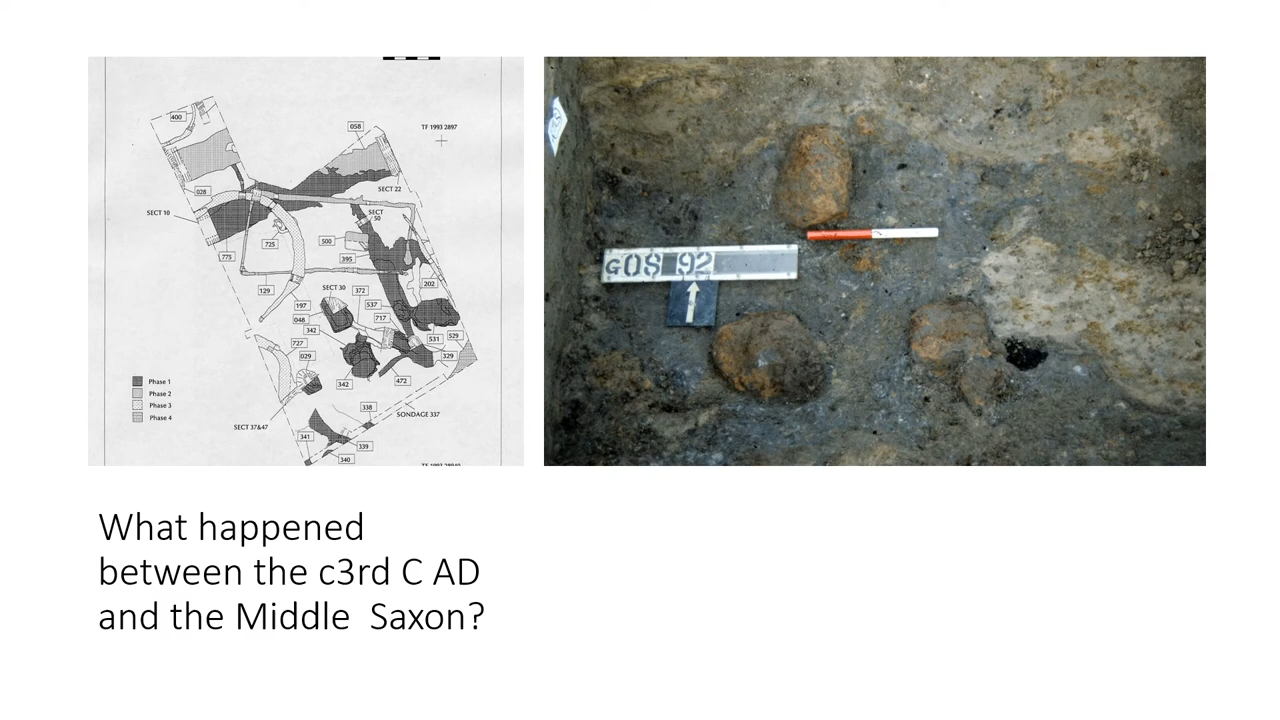 400
058
TF 1993 2897
SECT 22
028
SECT 10
SECT
50
725
500
775
395
202
129
SECT 30
372
197
537
048
717
342
531
529
727
329
029
342
472
Phase 1
Phase 2
Phase 3
Phase 4
338
SONDAGE 337
SECT 37&47
341
339
340
GOS 92
What happened
between the c3rd C AD
and the Middle Saxon?